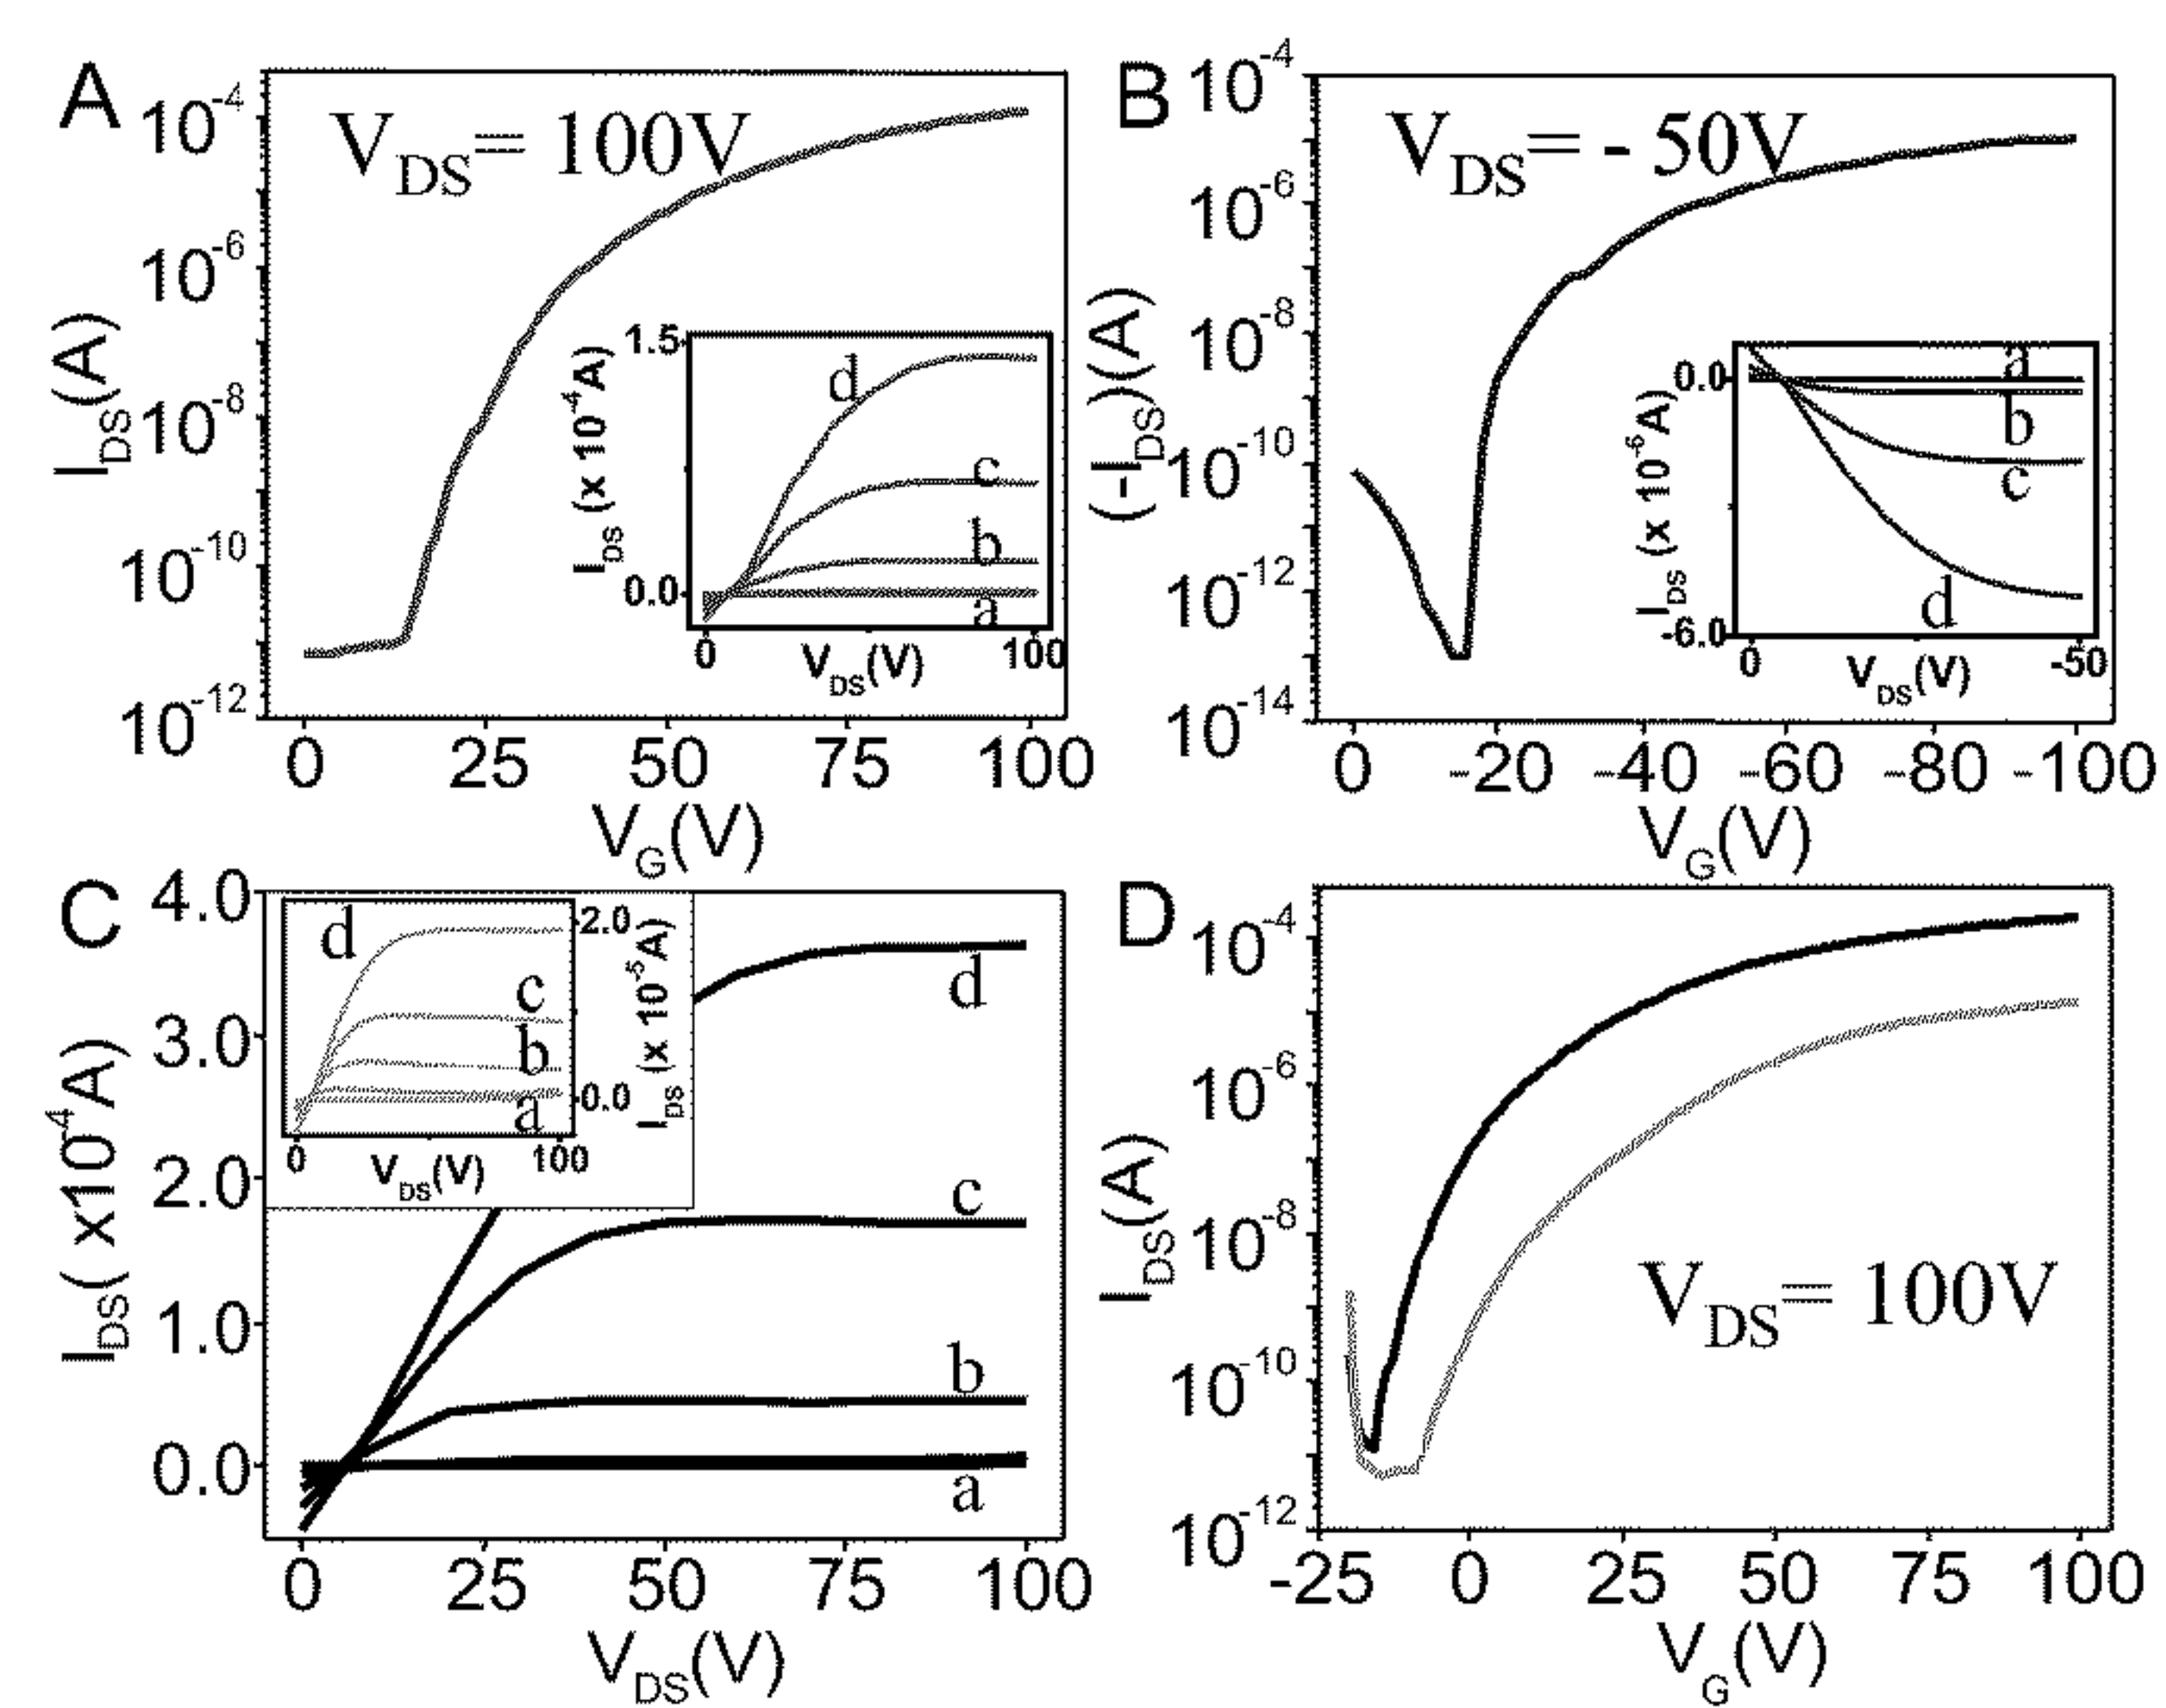 A
V_DS = 100V
10^-4
10^-6
10^-8
10^-10
10^-12
I_DS(A)
0 25 50 75 100
V_G(V)
1.5
0.0
I_DS (x 10^-4 A)
d
c
b
a
0 100
V_DS(V)
B
V_DS = - 50V
10^-4
10^-6
10^-8
10^-10
10^-12
10^-14
(-I_DS)(A)
0 -20 -40 -60 -80 -100
V_G(V)
0.0
-6.0
I_DS (x 10^-6 A)
a
b
c
d
0 -50
V_DS(V)
C
4.0
3.0
2.0
1.0
0.0
I_DS( x10^-4 A)
d
c
b
a
0 25 50 75 100
V_DS(V)
d
c
b
a
2.0
0.0
I_DS (x 10^-5 A)
0 100
V_DS(V)
D
10^-4
10^-6
10^-8
10^-10
10^-12
I_DS(A)
V_DS = 100V
-25 0 25 50 75 100
V_G(V)